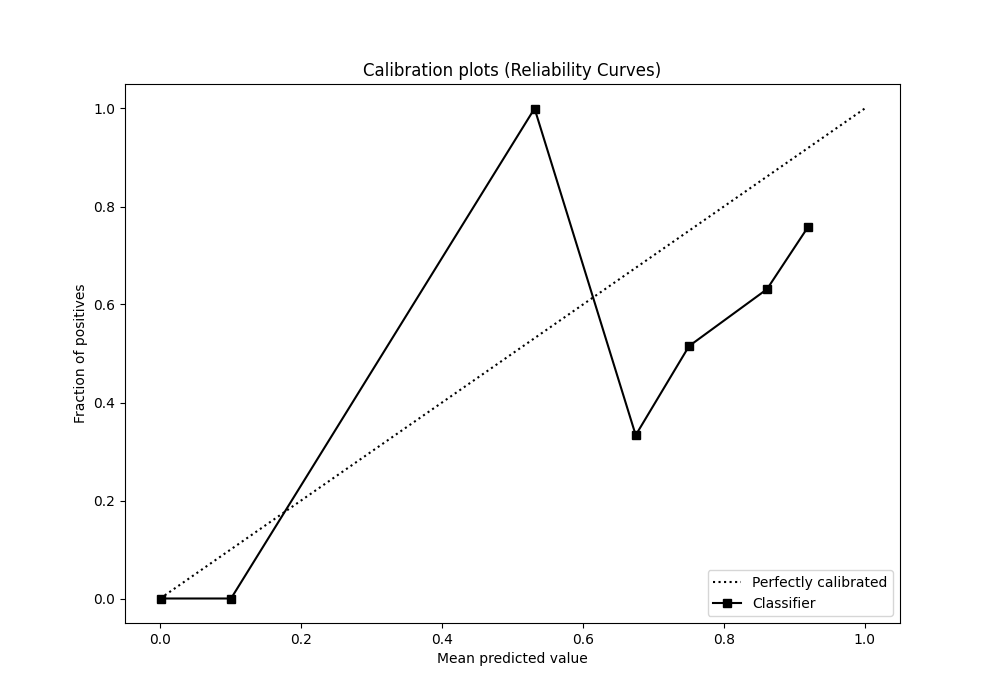 Calibration plots (Reliability Curves)
Fraction of positives
1.0
0.8
0.6
0.4
0.2
0.0
0.0 0.2 0.4 0.6 0.8 1.0
Mean predicted value
Perfectly calibrated
Classifier